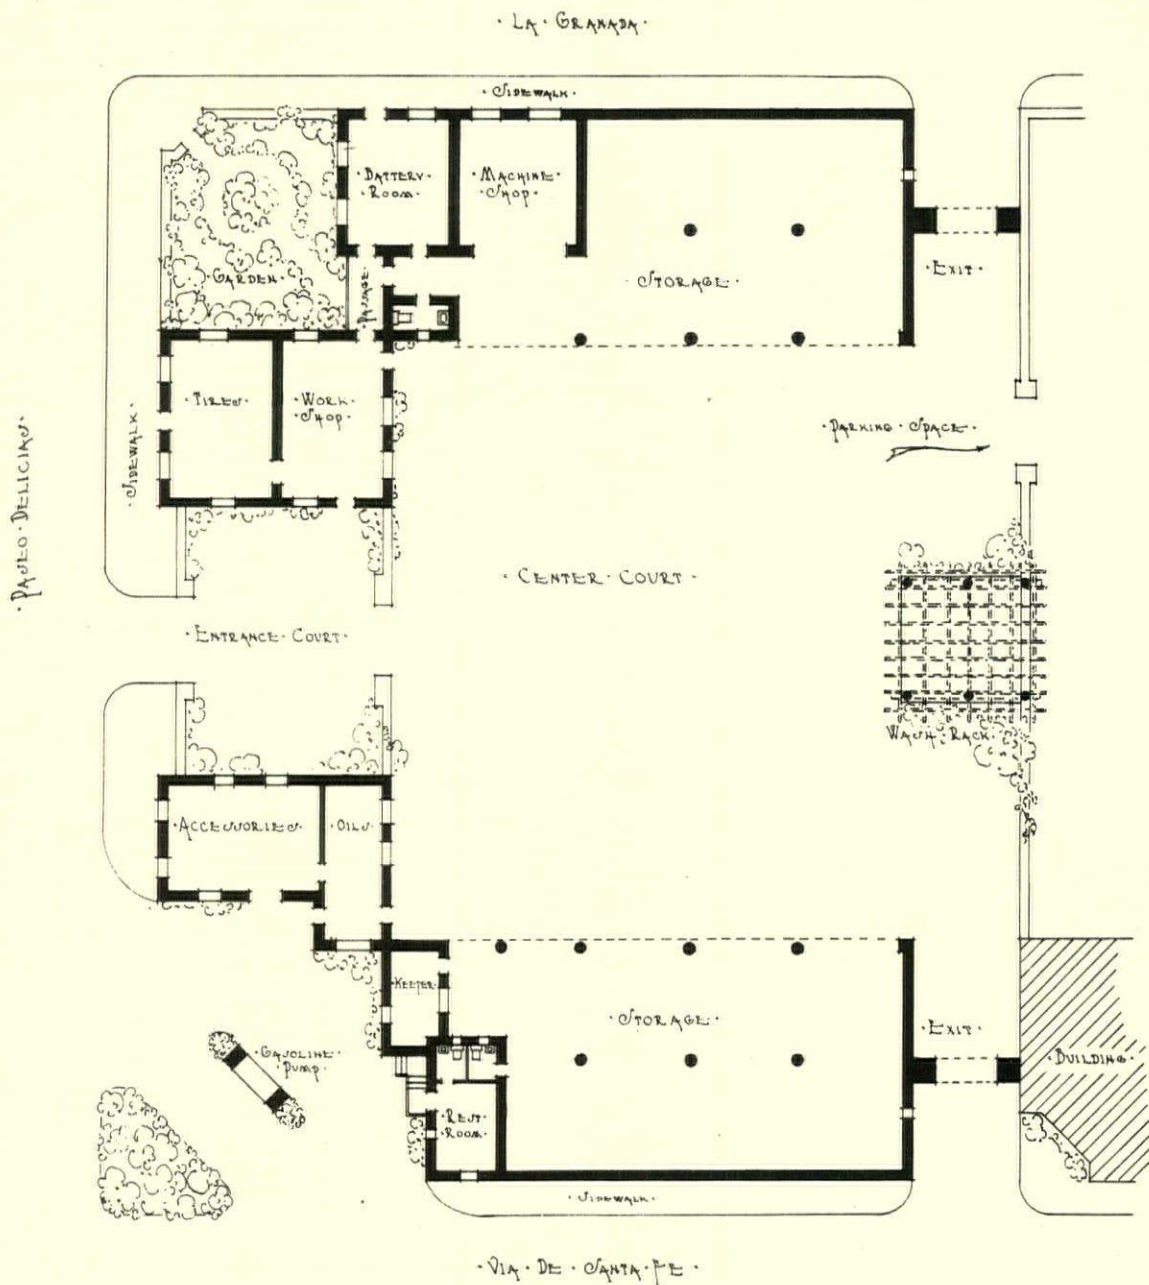 · LA · GRANADA ·
· SIDEWALK ·
· BATTERY ·
· ROOM ·
· MACHINE ·
· SHOP ·
· GARDEN ·
· PASSAGE ·
· STORAGE ·
· EXIT ·
· TIRES ·
· WORK ·
· SHOP ·
· SIDEWALK ·
· PASEO · DELICIAS ·
· PARKING · SPACE ·
· CENTER · COURT ·
· ENTRANCE · COURT ·
· WASH · RACK ·
· ACCESSORIES ·
· OILS ·
· KEEPER ·
· STORAGE ·
· EXIT ·
· GASOLINE ·
· PUMP ·
· BUILDING ·
· REST ·
· ROOM ·
· SIDEWALK ·
· VIA · DE · SANTA · FE ·